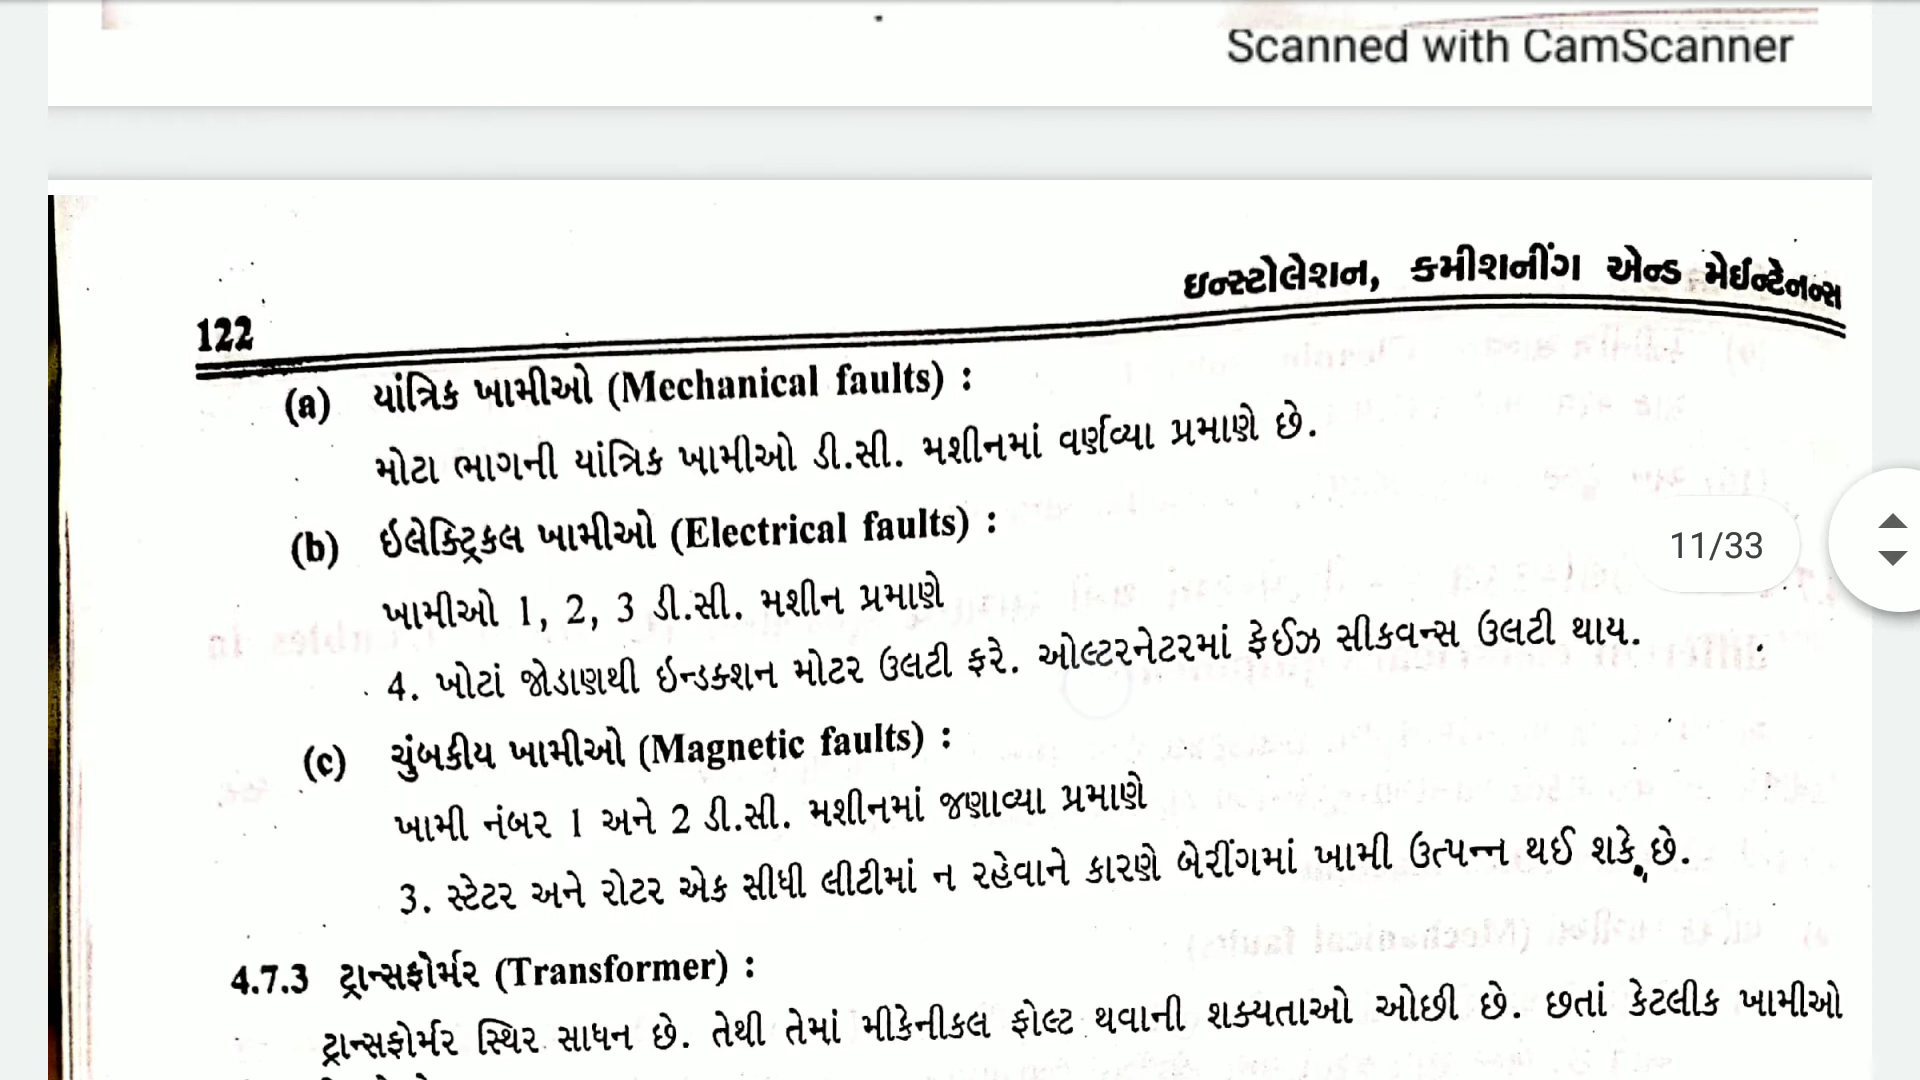 Scanned with CamScanner
ઇન્સ્ટોલેશન, કમીશનીંગ એન્ડ મેઈન્ટેનન્સ
122
(a) યાંત્રિક ખામીઓ (Mechanical faults) :
મોટા ભાગની યાંત્રિક ખામીઓ ડી.સી. મશીનમાં વર્ણવ્યા પ્રમાણે છે.
(b) ઇલેક્ટ્રિકલ ખામીઓ (Electrical faults) :
11/33
ખામીઓ 1, 2, 3 ડી.સી. મશીન પ્રમાણે
4. ખોટાં જોડાણથી ઇન્ડક્શન મોટર ઉલટી ફરે. ઓલ્ટરનેટરમાં ફેઈઝ સીકવન્સ ઉલટી થાય.
(c) ચુંબકીય ખામીઓ (Magnetic faults) :
ખામી નંબર 1 અને 2 ડી.સી. મશીનમાં જણાવ્યા પ્રમાણે
3. સ્ટેટર અને રોટર એક સીધી લીટીમાં ન રહેવાને કારણે બેરીંગમાં ખામી ઉત્પન્ન થઈ શકે છે.
4.7.3 ટ્રાન્સફોર્મર (Transformer) :
ટ્રાન્સફોર્મર સ્થિર સાધન છે. તેથી તેમાં મીકેનીકલ ફોલ્ટ થવાની શક્યતાઓ ઓછી છે. છતાં કેટલીક ખામીઓ